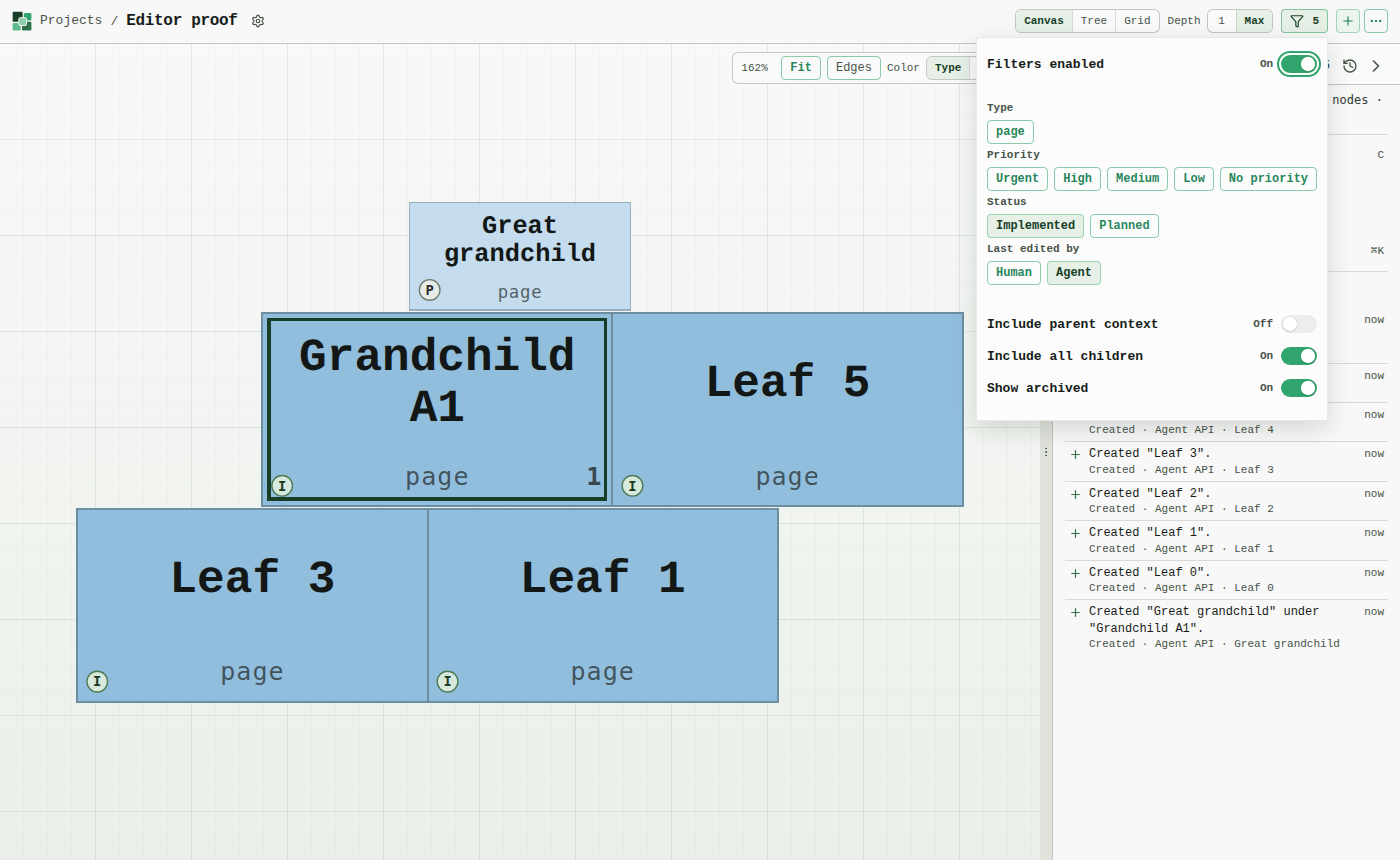 Projects / Editor proof
Canvas Tree Grid Depth 1 Max 5 + ···
162% Fit Edges Color Type
Filters enabled On
Type
page
Priority
Urgent High Medium Low No priority
Status
Implemented Planned
Last edited by
Human Agent
Include parent context Off
Include all children On
Show archived On
nodes ·
C
⌘K
now
now
now
Created · Agent API · Leaf 4
Created "Leaf 3". now
Created · Agent API · Leaf 3
Created "Leaf 2". now
Created · Agent API · Leaf 2
Created "Leaf 1". now
Created · Agent API · Leaf 1
Created "Leaf 0". now
Created · Agent API · Leaf 0
Created "Great grandchild" under now
"Grandchild A1".
Created · Agent API · Great grandchild
Great
grandchild
P page
Grandchild
A1
I page 1
Leaf 5
I page
Leaf 3
I page
Leaf 1
I page